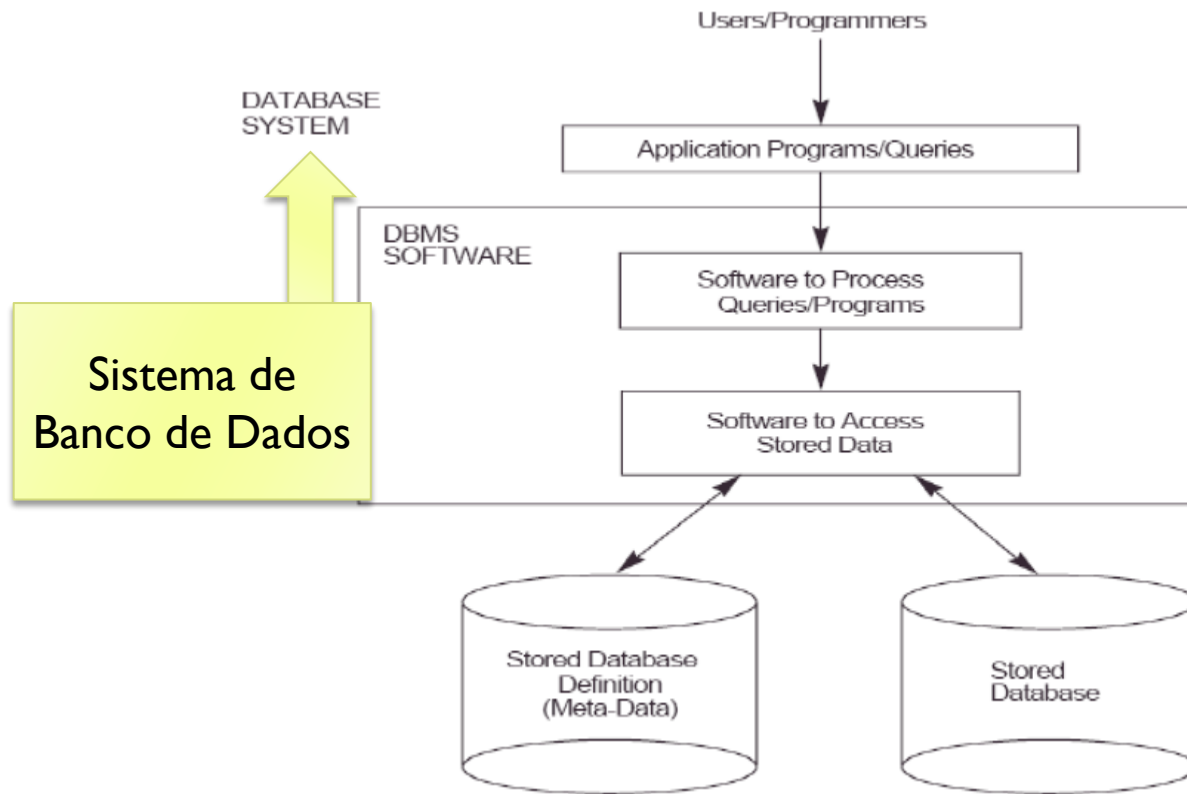 Users/Programmers
DATABASE
SYSTEM
Application Programs/Queries
DBMS
SOFTWARE
Software to Process
Queries/Programs
Sistema de
Banco de Dados
Software to Access
Stored Data
Stored Database
Definition
(Meta-Data)
Stored
Database